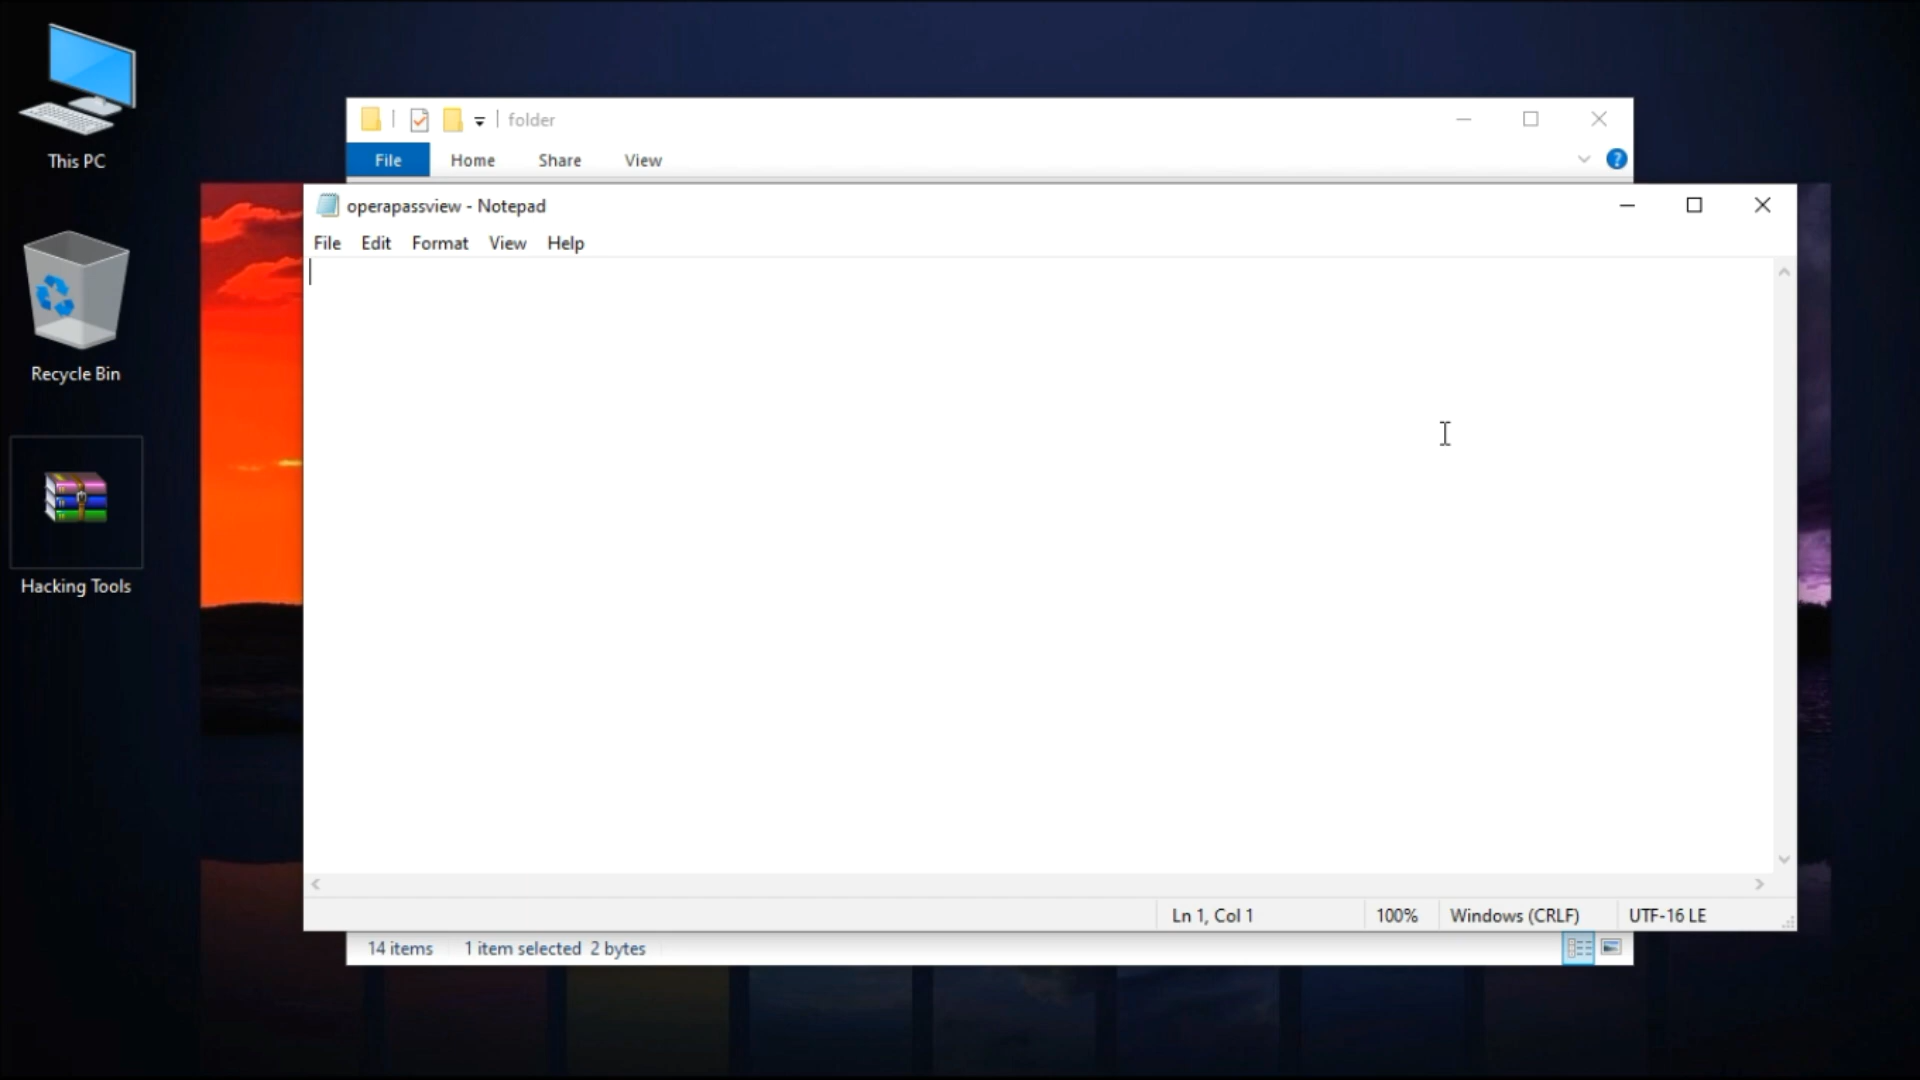 This PC
Recycle Bin
Hacking Tools
folder
File Home Share View
operapassview - Notepad
File Edit Format View Help
Ln 1, Col 1 100% Windows (CRLF) UTF-16 LE
14 items 1 item selected 2 bytes